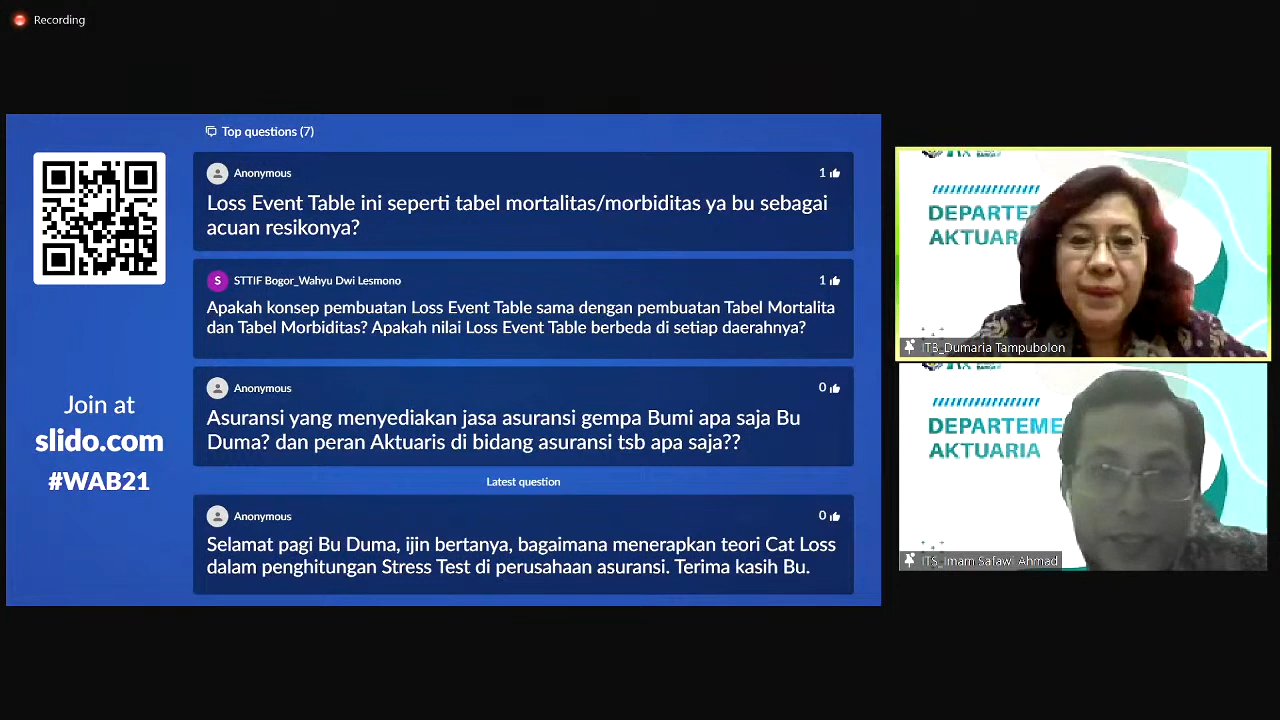 Recording
Top questions (7)
Anonymous
1
Loss Event Table ini seperti tabel mortalitas/morbiditas ya bu sebagai
acuan resikonya?
S
STTIF Bogor_Wahyu Dwi Lesmono
1
Apakah konsep pembuatan Loss Event Table sama dengan pembuatan Tabel Mortalita
dan Tabel Morbiditas? Apakah nilai Loss Event Table berbeda di setiap daerahnya?
Anonymous
0
Asuransi yang menyediakan jasa asuransi gempa Bumi apa saja Bu
Duma? dan peran Aktuaris di bidang asuransi tsb apa saja??
Latest question
Anonymous
0
Selamat pagi Bu Duma, ijin bertanya, bagaimana menerapkan teori Cat Loss
dalam penghitungan Stress Test di perusahaan asuransi. Terima kasih Bu.
Join at
slido.com
#WAB21
DEPARTE
AKTUARI
ITB_Dumaria Tampubolon
DEPARTEME
AKTUARIA
ITS_Imam Safawi Ahmad